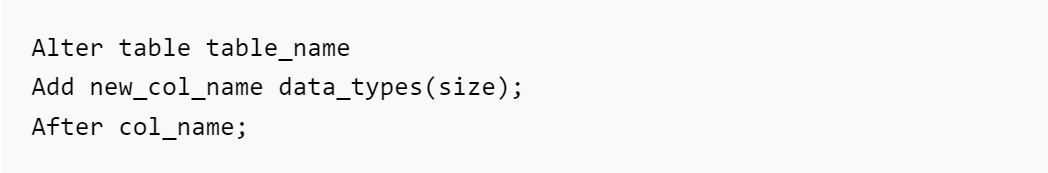 Alter table table_name
Add new_col_name data_types(size);
After col_name;